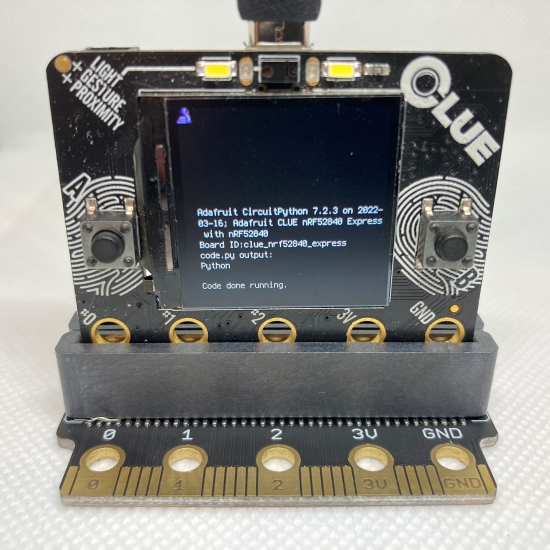 + LIGHT
+ GESTURE
+ PROXIMITY
CLUE
A
B
Adafruit CircuitPython 7.2.3 on 2022-
03-16; Adafruit CLUE nRF52840 Express
with nRF52840
Board ID:clue_nrf52840_express
code.py output:
Python
Code done running.
#0 #1 #2 3V GND
0 1 2 3V GND
0 1 2 3V GND